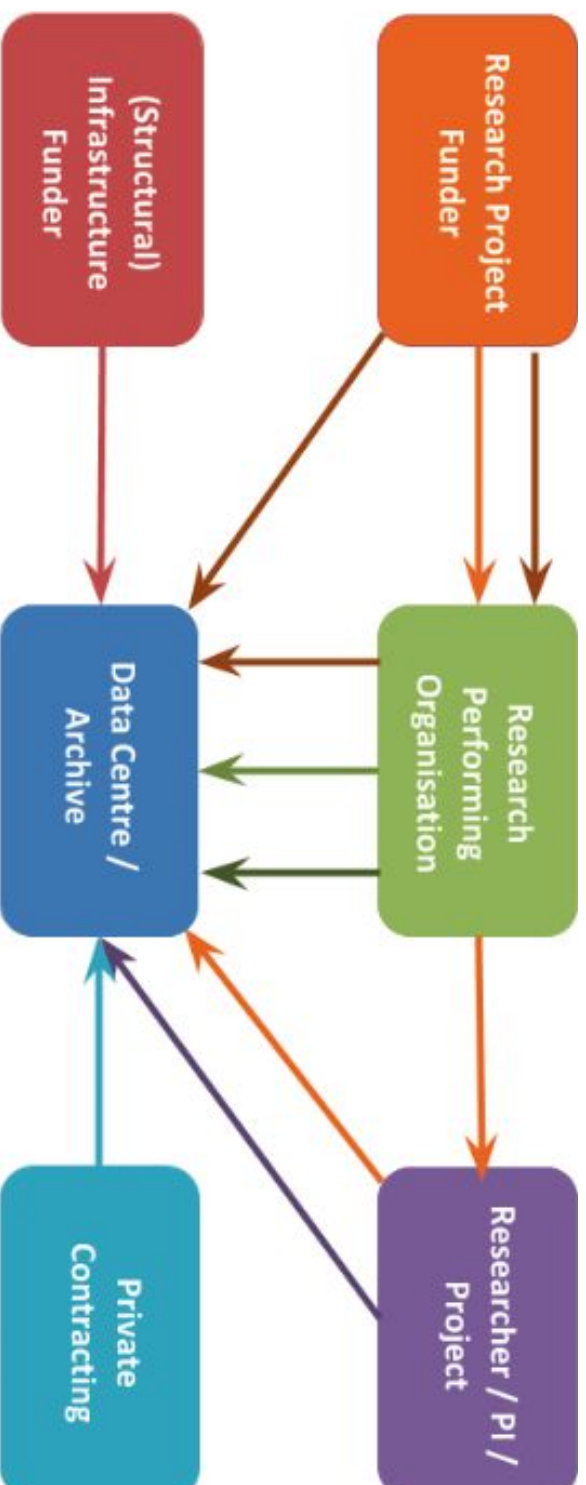 Research Project
Funder
Research
Performing
Organisation
Researcher / PI /
Project
(Structural)
Infrastructure
Funder
Data Centre /
Archive
Private
Contracting